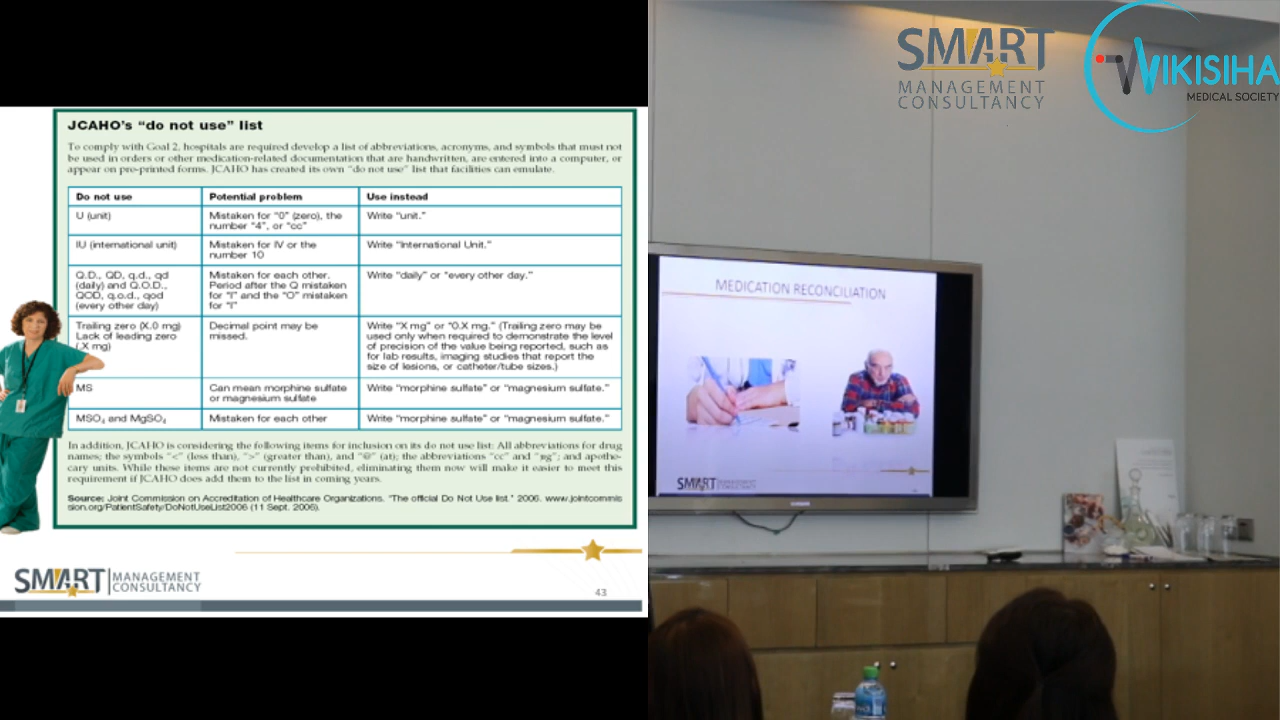 JCAHO's “do not use” list
To comply with Goal 2, hospitals are required develop a list of abbreviations, acronyms, and symbols that must not
be used in orders or other medication-related documentation that are handwritten, are entered into a computer, or
appear on pre-printed forms. JCAHO has created its own “do not use” list that facilities can emulate.
Do not use Potential problem Use instead
U (unit)
Mistaken for “0” (zero), the
number “4”, or “cc”
Write “unit.”
IU (international unit)
Mistaken for IV or the
number 10
Write “International Unit.”
Q.D., QD, q.d., qd
(daily) and Q.O.D.,
QOD, q.o.d., qod
(every other day)
Mistaken for each other.
Period after the Q mistaken
for “I” and the “O” mistaken
for “I”
Write “daily” or “every other day.”
Trailing zero (X.0 mg)
Lack of leading zero
(.X mg)
Decimal point may be
missed.
Write “X mg” or “0.X mg.” (Trailing zero may be
used only when required to demonstrate the level
of precision of the value being reported, such as
for lab results, imaging studies that report the
size of lesions, or catheter/tube sizes.)
MS
Can mean morphine sulfate
or magnesium sulfate
Write “morphine sulfate” or “magnesium sulfate.”
MSO₄ and MgSO₄
Mistaken for each other
Write “morphine sulfate” or “magnesium sulfate.”
In addition, JCAHO is considering the following items for inclusion on its do not use list: All abbreviations for drug
names; the symbols “<” (less than), “>” (greater than), and “@” (at); the abbreviations “cc” and “µg”; and apothe-
cary units. While these items are not currently prohibited, eliminating them now will make it easier to meet this
requirement if JCAHO does add them to the list in coming years.
Source: Joint Commission on Accreditation of Healthcare Organizations. “The official Do Not Use list.” 2006. www.jointcommis
sion.org/PatientSafety/DoNotUseList2006 (11 Sept. 2006).
SMART MANAGEMENT
CONSULTANCY
43
SMART
MANAGEMENT
CONSULTANCY
WIKISIHA
MEDICAL SOCIETY
MEDICATION RECONCILIATION
SMART MANAGEMENT
CONSULTANCY